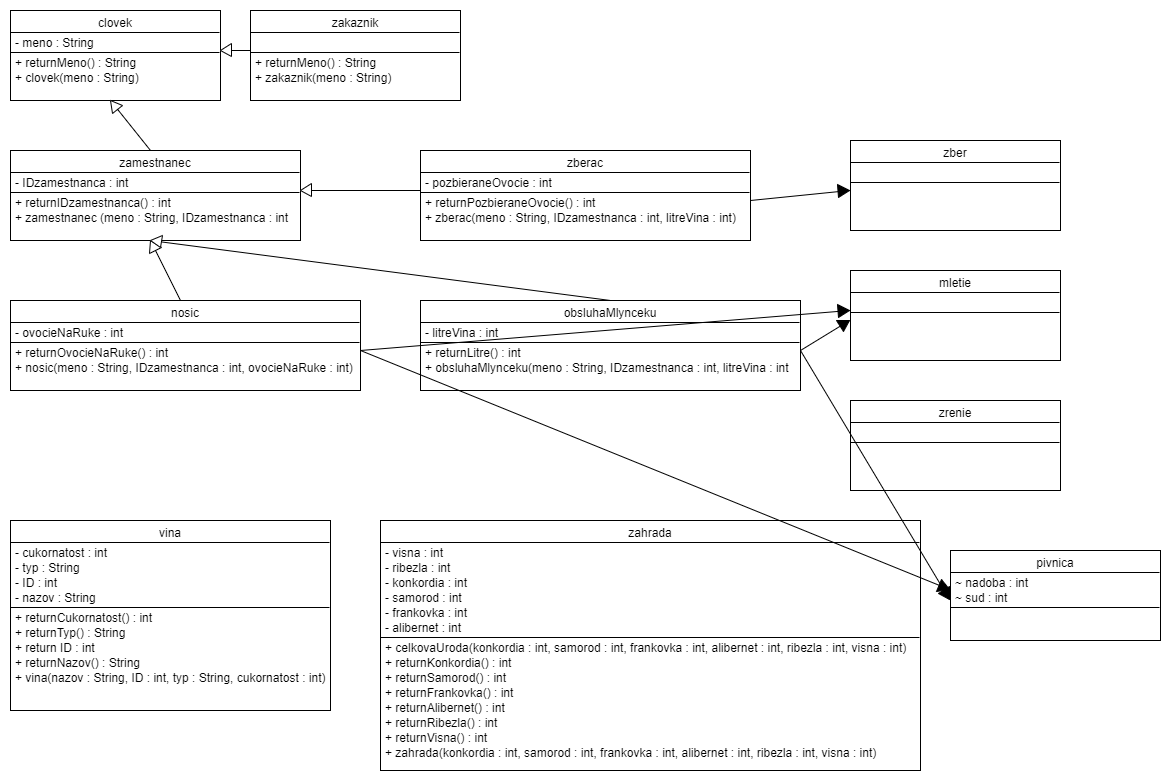 clovek
- meno : String
+ returnMeno() : String
+ clovek(meno : String)
zakaznik
+ returnMeno() : String
+ zakaznik(meno : String)
zamestnanec
- IDzamestnanca : int
+ returnIDzamestnanca() : int
+ zamestnanec (meno : String, IDzamestnanca : int
zberac
- pozbieraneOvocie : int
+ returnPozbieraneOvocie() : int
+ zberac(meno : String, IDzamestnanca : int, litreVina : int)
zber
nosic
- ovocieNaRuke : int
+ returnOvocieNaRuke() : int
+ nosic(meno : String, IDzamestnanca : int, ovocieNaRuke : int)
obsluhaMlynceku
- litreVina : int
+ returnLitre() : int
+ obsluhaMlynceku(meno : String, IDzamestnanca : int, litreVina : int
mletie
zrenie
vina
- cukornatost : int
- typ : String
- ID : int
- nazov : String
+ returnCukornatost() : int
+ returnTyp() : String
+ return ID : int
+ returnNazov() : String
+ vina(nazov : String, ID : int, typ : String, cukornatost : int)
zahrada
- visna : int
- ribezla : int
- konkordia : int
- samorod : int
- frankovka : int
- alibernet : int
+ celkovaUroda(konkordia : int, samorod : int, frankovka : int, alibernet : int, ribezla : int, visna : int)
+ returnKonkordia() : int
+ returnSamorod() : int
+ returnFrankovka() : int
+ returnAlibernet() : int
+ returnRibezla() : int
+ returnVisna() : int
+ zahrada(konkordia : int, samorod : int, frankovka : int, alibernet : int, ribezla : int, visna : int)
pivnica
~ nadoba : int
~ sud : int